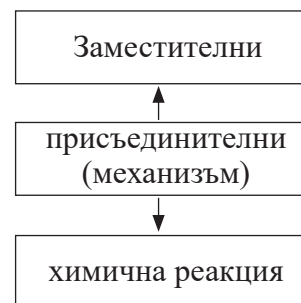 Заместителни
присъединителни
(механизъм)
химична реакция